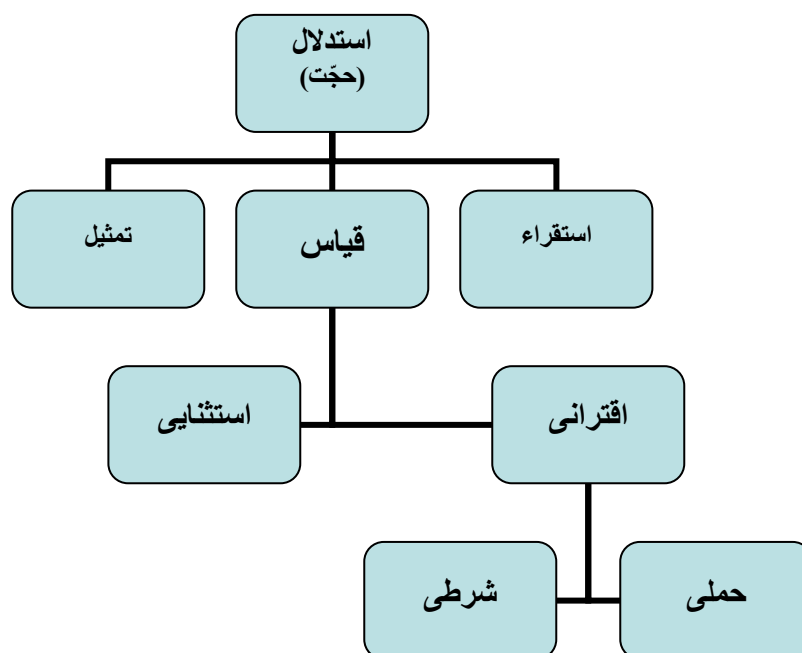 استدلال
(حجّت)
استقراء
قیاس
تمثیل
اقترانی
استثنایی
حملی
شرطی